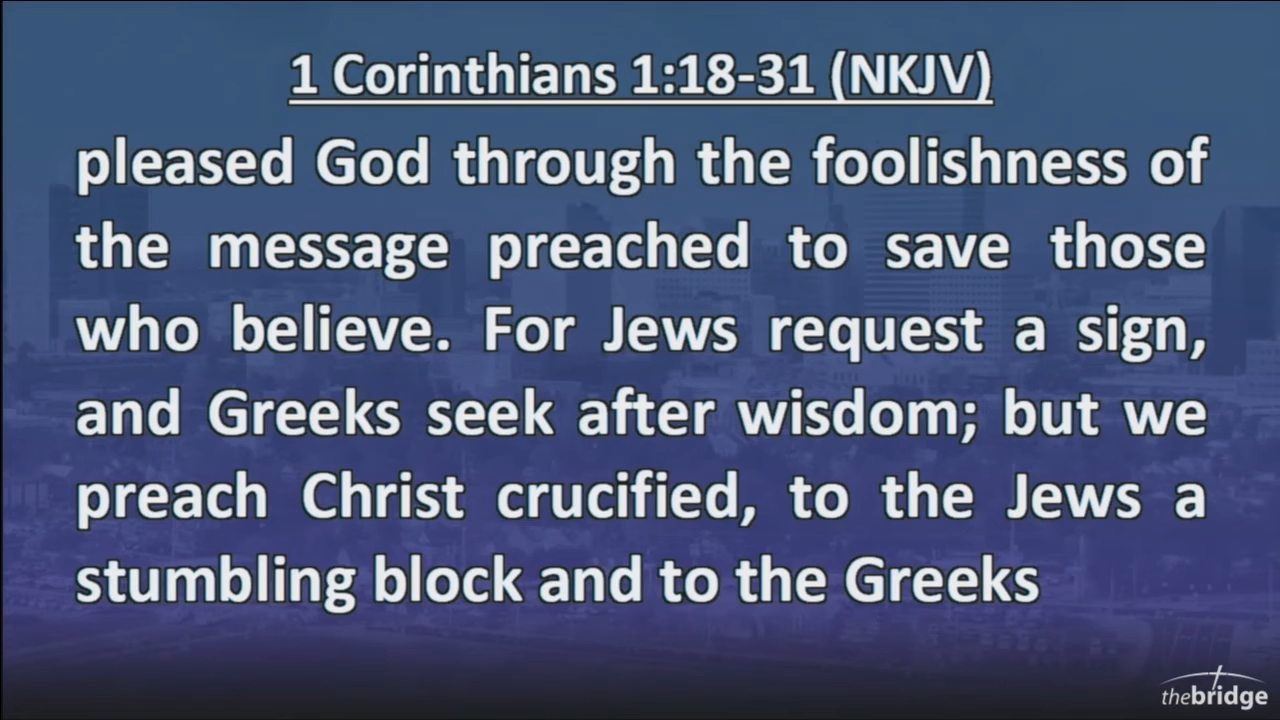 1 Corinthians 1:18-31 (NKJV)
pleased God through the foolishness of
the message preached to save those
who believe. For Jews request a sign,
and Greeks seek after wisdom; but we
preach Christ crucified, to the Jews a
stumbling block and to the Greeks
thebridge